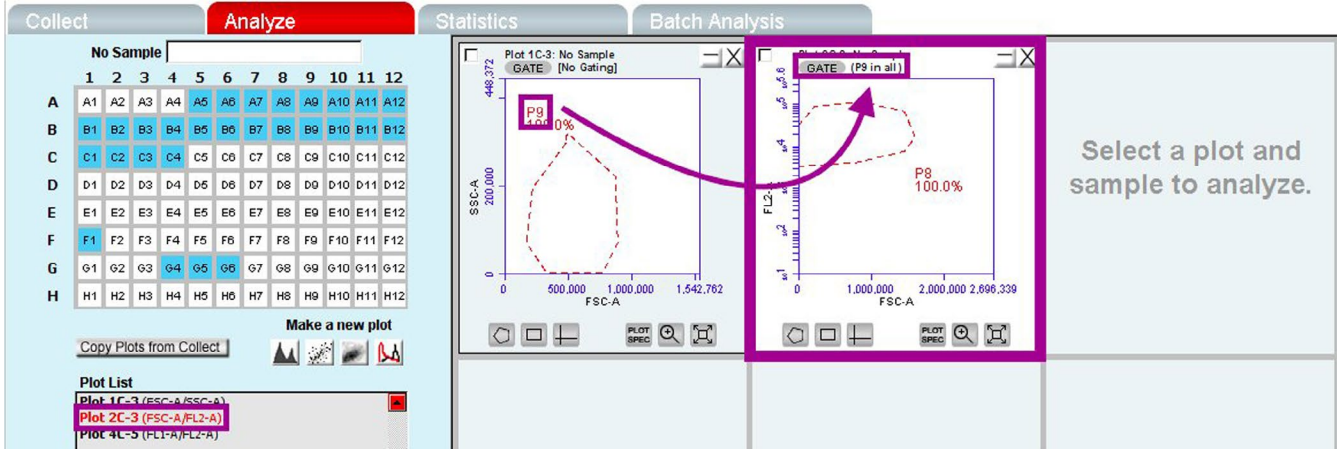 Collect Analyze Statistics Batch Analysis
No Sample
1 2 3 4 5 6 7 8 9 10 11 12
A A1 A2 A3 A4 A5 A6 A7 A8 A9 A10 A11 A12
B B1 B2 B3 B4 B5 B6 B7 B8 B9 B10 B11 B12
C C1 C2 C3 C4 C5 C6 C7 C8 C9 C10 C11 C12
D D1 D2 D3 D4 D5 D6 D7 D8 D9 D10 D11 D12
E E1 E2 E3 E4 E5 E6 E7 E8 E9 E10 E11 E12
F F1 F2 F3 F4 F5 F6 F7 F8 F9 F10 F11 F12
G G1 G2 G3 G4 G5 G6 G7 G8 G9 G10 G11 G12
H H1 H2 H3 H4 H5 H6 H7 H8 H9 H10 H11 H12
Make a new plot
Copy Plots from Collect
Plot List
Plot 1C-3 (FSC-A/SSC-A)
Plot 2C-3 (FSC-A/FL2-A)
Plot 4C-5 (FL1-A/FL2-A)
Plot 1C-3: No Sample
GATE [No Gating]
448,372
P9
100.0%
SSC-A
200,000
0
0 500,000 1,000,000 1,542,762
FSC-A
PLOT
SPEC
GATE (P9 in all)
P8
100.0%
FL2-A
0 1,000,000 2,000,000 2,696,339
FSC-A
PLOT
SPEC
Select a plot and
sample to analyze.